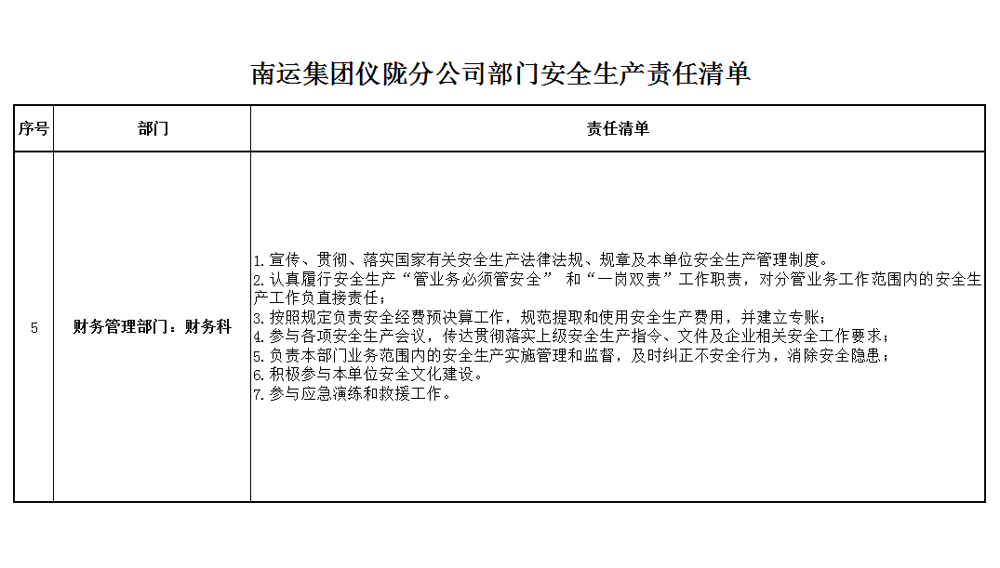 南运集团仪陇分公司部门安全生产责任清单
序号 部门 责任清单
5 财务管理部门：财务科
1.宣传、贯彻、落实国家有关安全生产法律法规、规章及本单位安全生产管理制度。
2.认真履行安全生产“管业务必须管安全” 和“一岗双责”工作职责，对分管业务工作范围内的安全生
产工作负直接责任；
3.按照规定负责安全经费预决算工作，规范提取和使用安全生产费用，并建立专账；
4.参与各项安全生产会议，传达贯彻落实上级安全生产指令、文件及企业相关安全工作要求；
5.负责本部门业务范围内的安全生产实施管理和监督，及时纠正不安全行为，消除安全隐患；
6.积极参与本单位安全文化建设。
7.参与应急演练和救援工作。